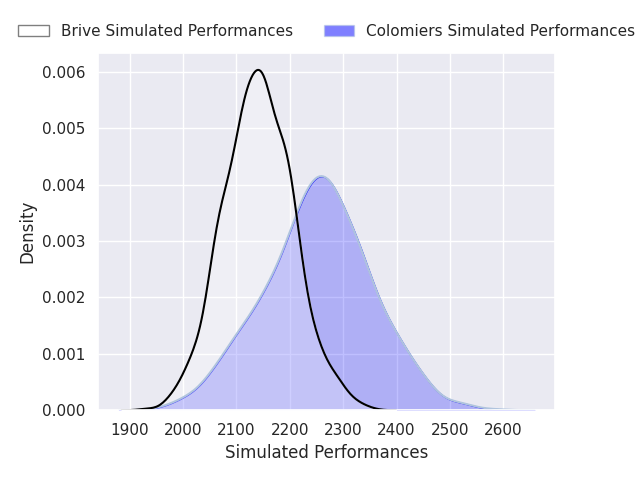 Brive Simulated Performances
Colomiers Simulated Performances
0.006
0.005
0.004
0.003
0.002
0.001
0.000
Density
1900 2000 2100 2200 2300 2400 2500 2600
Simulated Performances